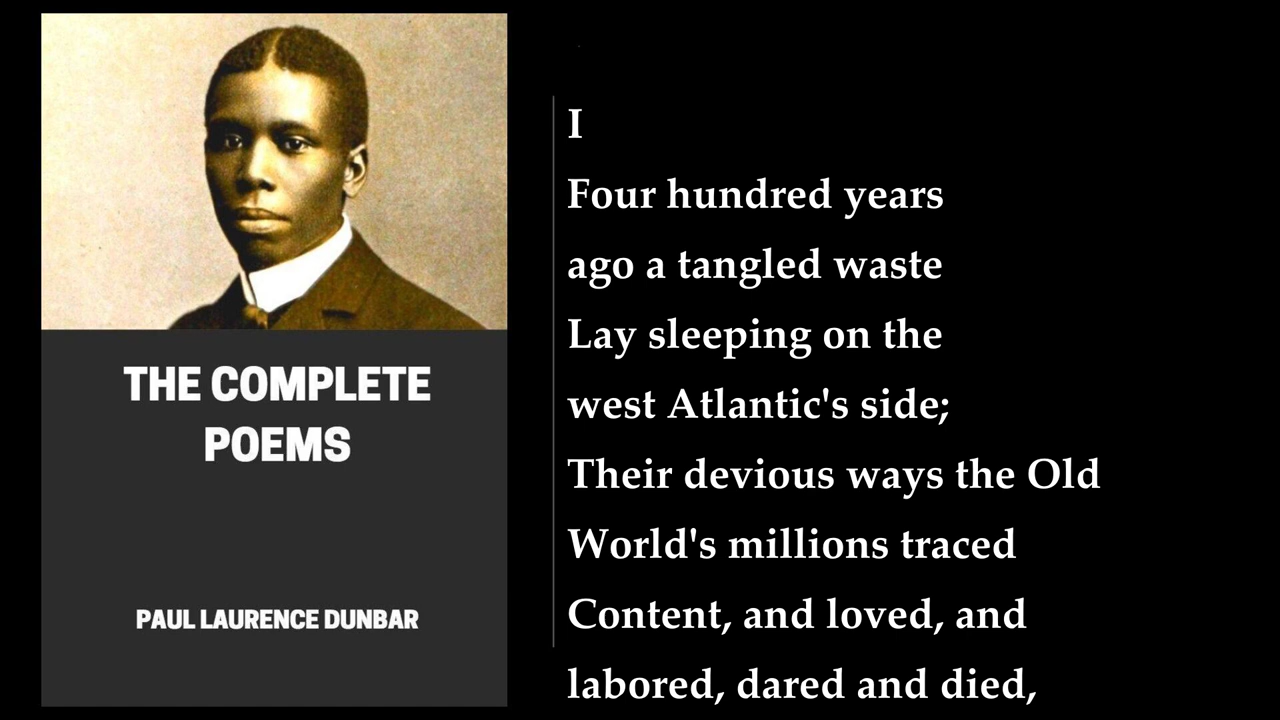 THE COMPLETE
POEMS
PAUL LAURENCE DUNBAR
I
Four hundred years
ago a tangled waste
Lay sleeping on the
west Atlantic's side;
Their devious ways the Old
World's millions traced
Content, and loved, and
labored, dared and died,